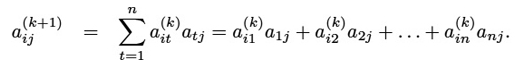 a_{ij}^{(k+1)} = \sum_{t=1}^{n} a_{it}^{(k)} a_{tj} = a_{i1}^{(k)} a_{1j} + a_{i2}^{(k)} a_{2j} + \ldots + a_{in}^{(k)} a_{nj}.